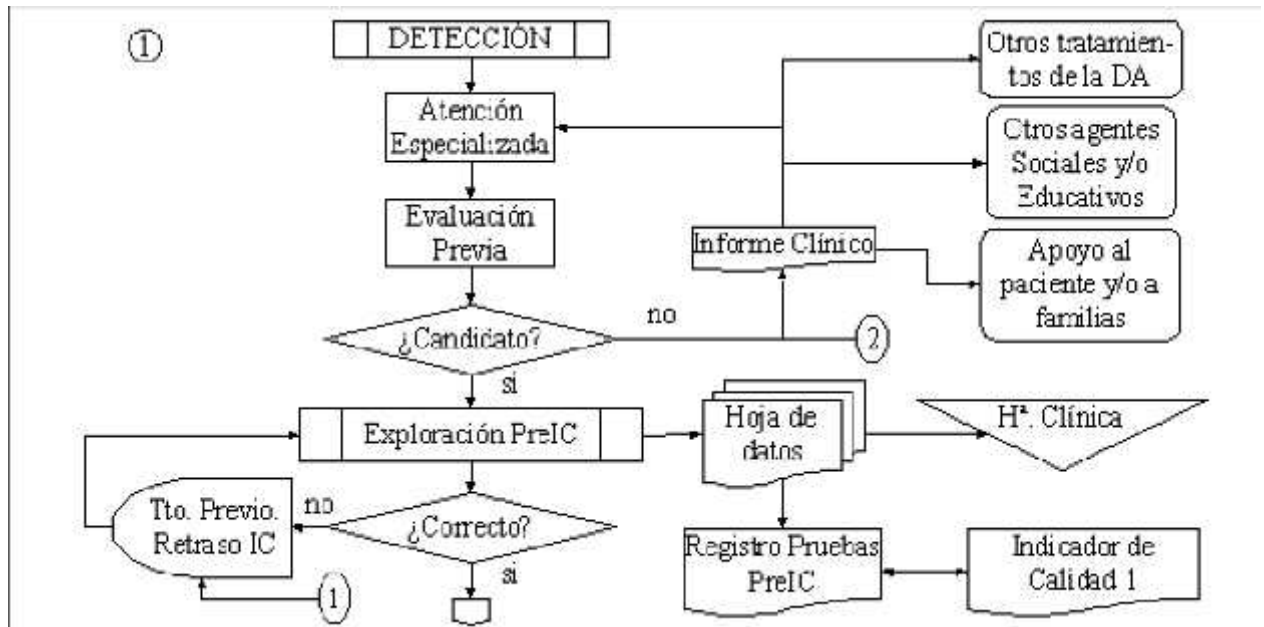 ①
DETECCIÓN
Atención
Especializada
Evaluación
Previa
¿Candidato?
no
si
Informe Clínico
Otros tratamien-
tos de la DA
Otros agentes
Sociales y/o
Educativos
Apoyo al
paciente y/o a
familias
2
Exploración PreIC
Hoja de
datos
Hª. Clínica
¿Correcto?
no
si
Tto. Previo.
Retraso IC
1
Registro Pruebas
PreIC
Indicador de
Calidad 1